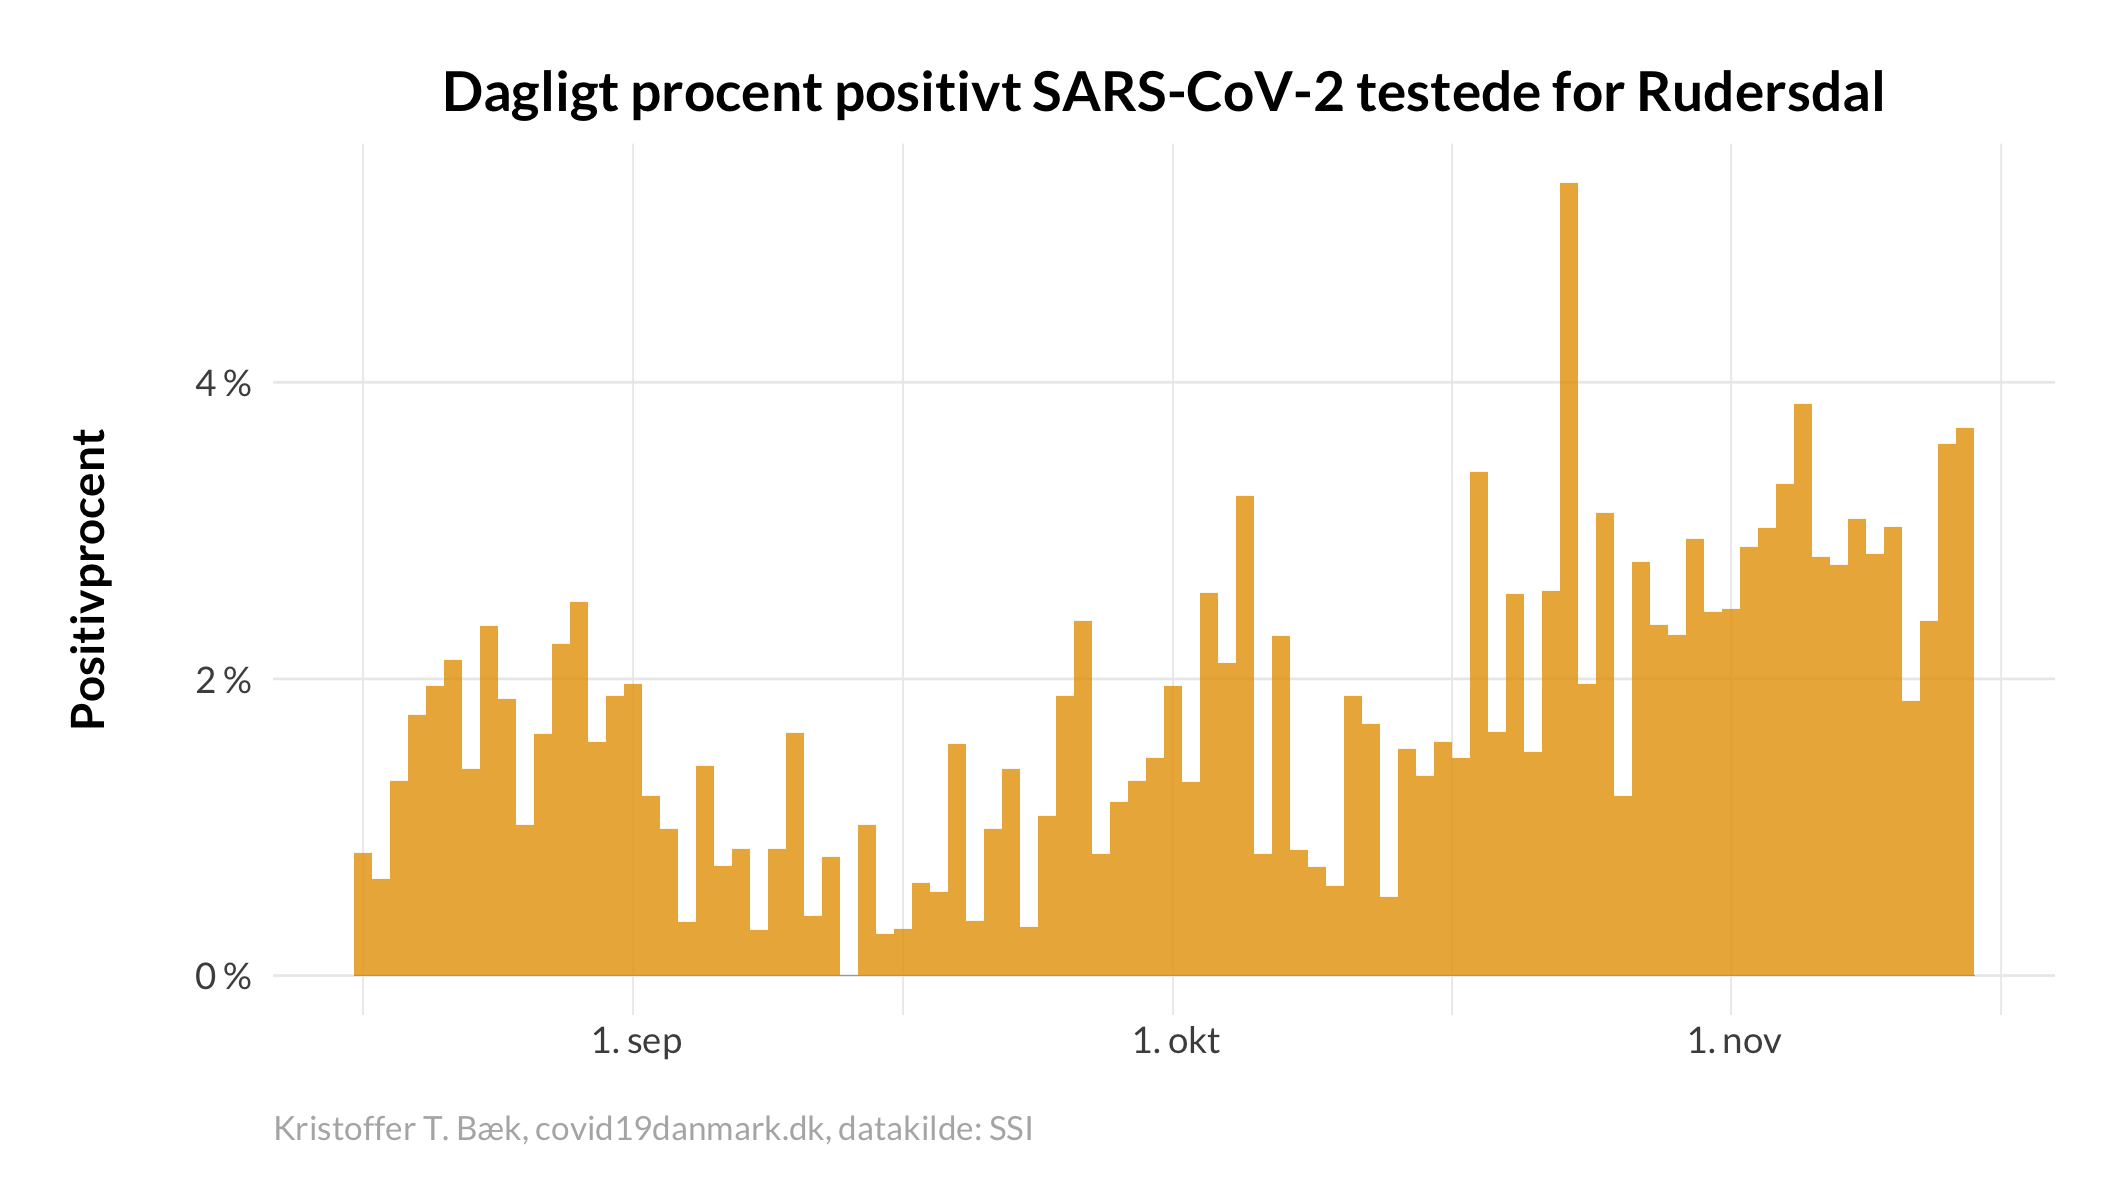 Dagligt procent positivt SARS-CoV-2 testede for Rudersdal
Positivprocent
4 %
2 %
0 %
1. sep
1. okt
1. nov
Kristoffer T. Bæk, covid19danmark.dk, datakilde: SSI